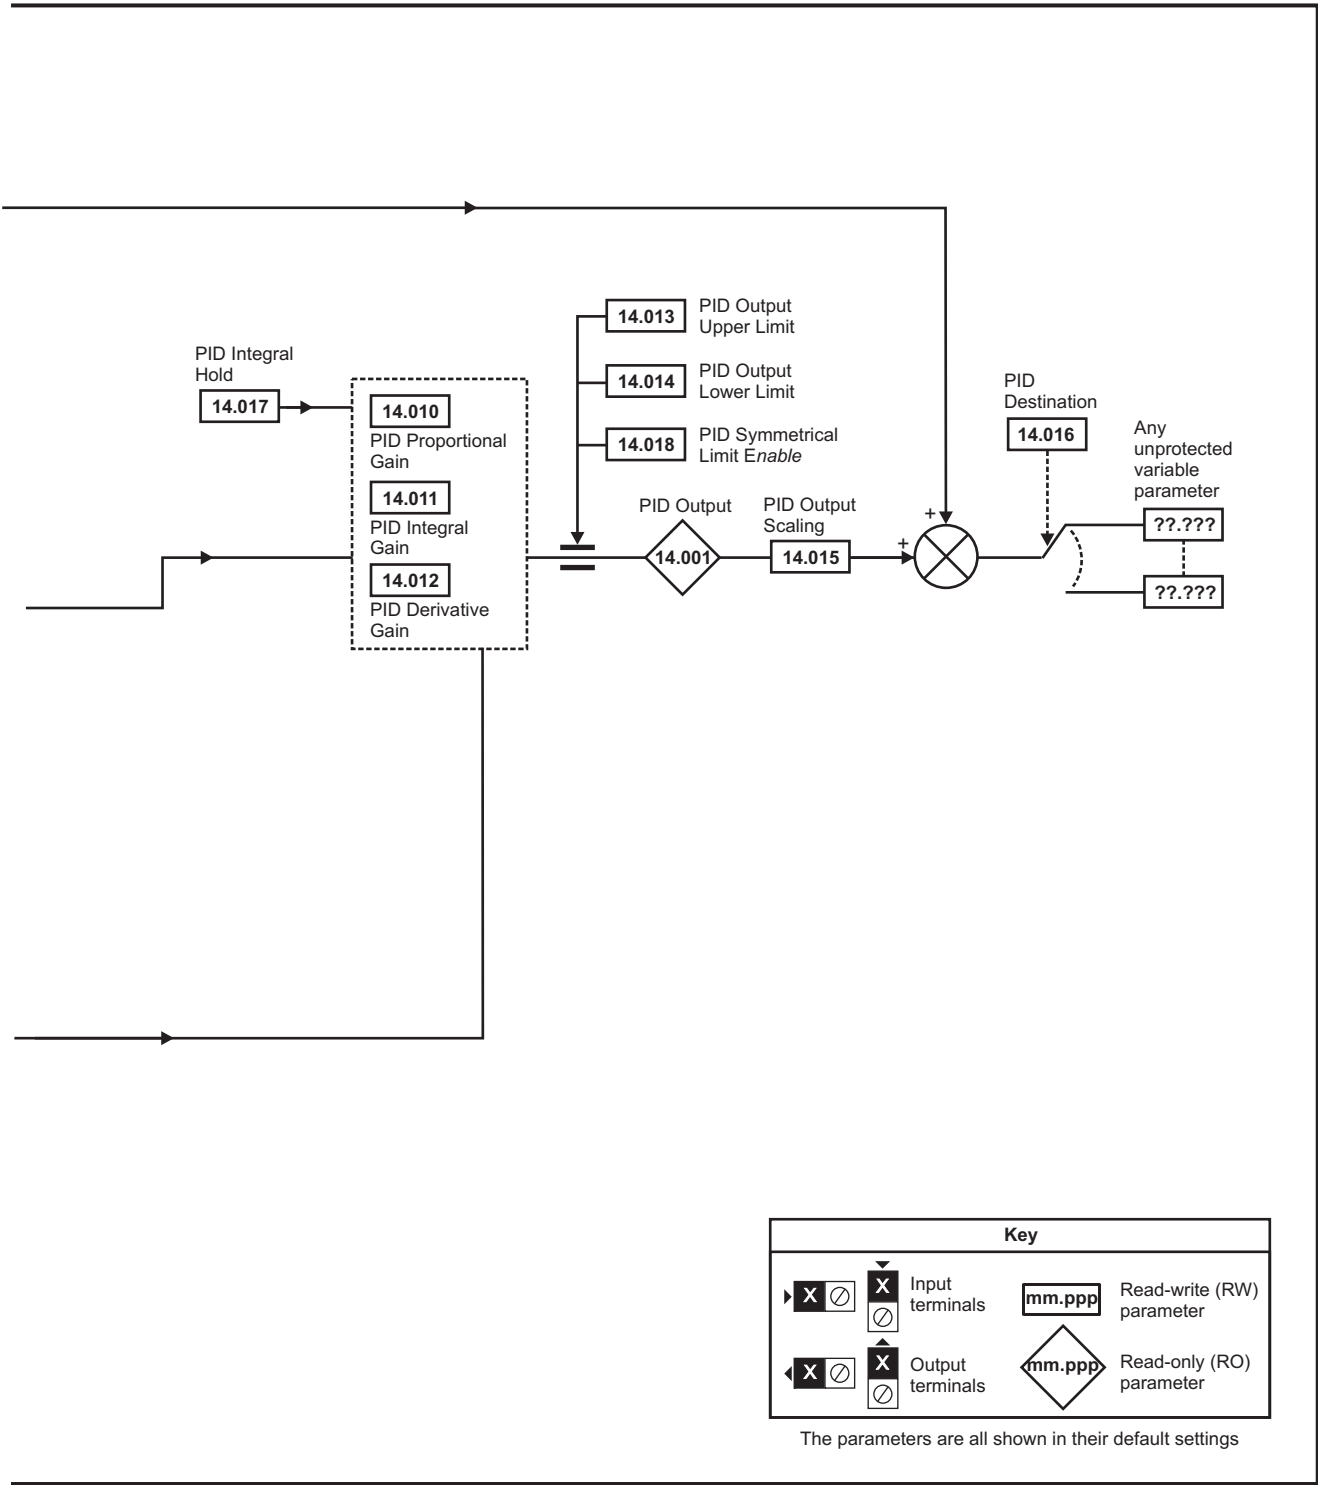 14.013
PID Output
Upper Limit
PID Integral
Hold
14.017
14.014
PID Output
Lower Limit
14.018
PID Symmetrical
Limit Enable
14.010
PID Proportional
Gain
14.011
PID Integral
Gain
14.012
PID Derivative
Gain
PID Output
14.001
PID Output
Scaling
14.015
+
+
PID
Destination
14.016
Any
unprotected
variable
parameter
??.???
??.???
Key
X
X
Input
terminals
mm.ppp
Read-write (RW)
parameter
X
X
Output
terminals
mm.ppp
Read-only (RO)
parameter
The parameters are all shown in their default settings